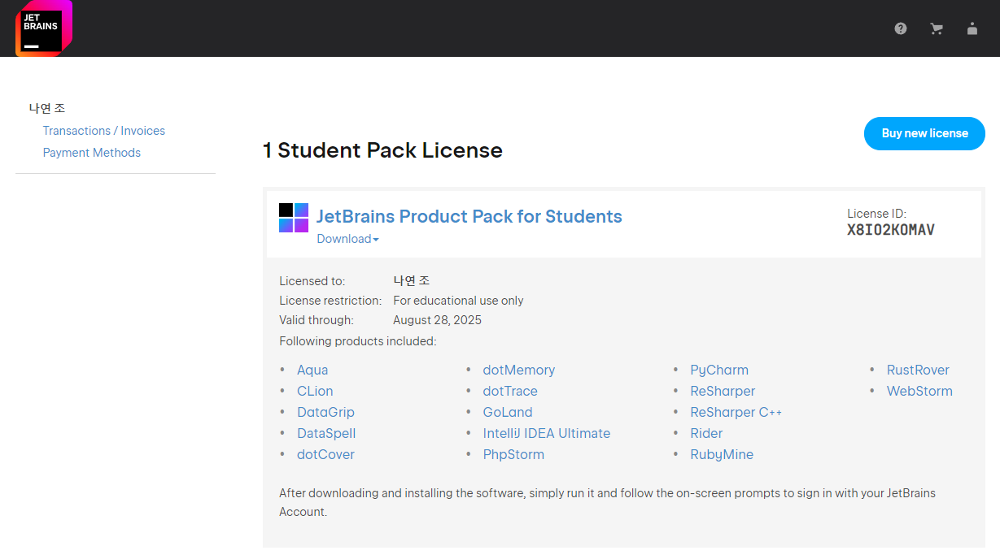 JET
BRAINS
나연 조
Transactions / Invoices
Payment Methods
Buy new license
1 Student Pack License
JetBrains Product Pack for Students
Download
License ID:
X8IO2KOMAV
Licensed to: 나연 조
License restriction: For educational use only
Valid through: August 28, 2025
Following products included:
• Aqua
• CLion
• DataGrip
• DataSpell
• dotCover
• dotMemory
• dotTrace
• GoLand
• IntelliJ IDEA Ultimate
• PhpStorm
• PyCharm
• ReSharper
• ReSharper C++
• Rider
• RubyMine
• RustRover
• WebStorm
After downloading and installing the software, simply run it and follow the on-screen prompts to sign in with your JetBrains
Account.